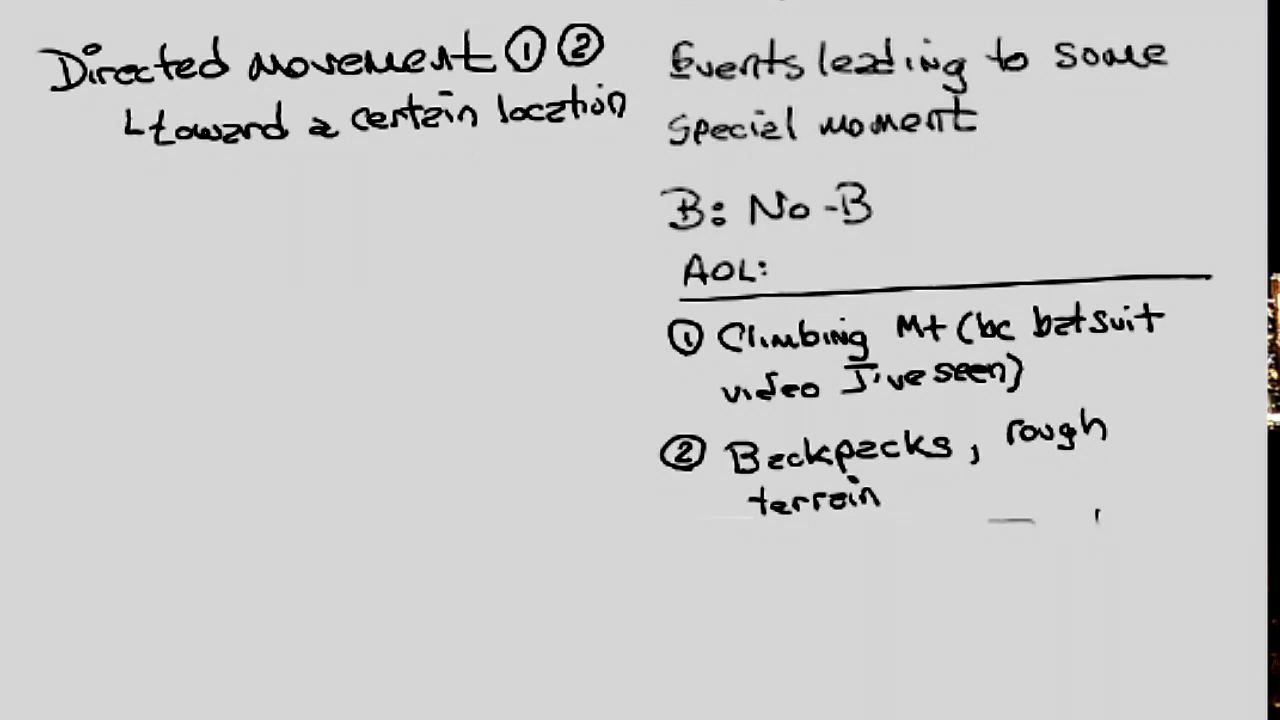 Directed movement ① ②
↳toward a certain location
Events leading to some
special moment
B: No-B
AOL:
① Climbing Mt (bc batsuit
video I've seen)
② Backpacks, rough
terrain